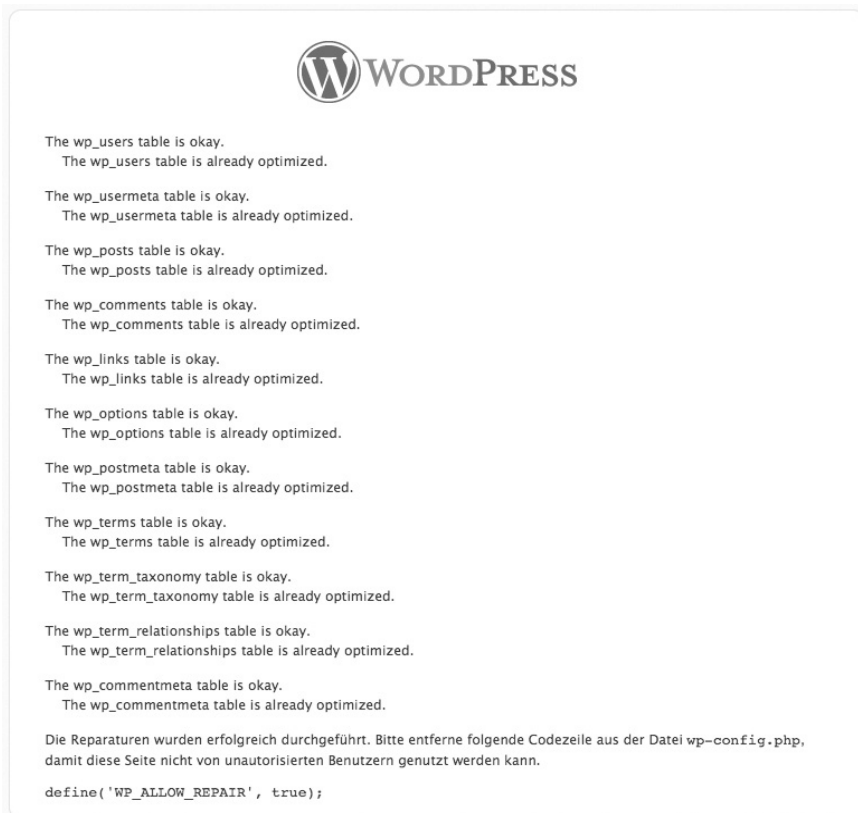 WORDPRESS
The wp_users table is okay.
The wp_users table is already optimized.
The wp_usermeta table is okay.
The wp_usermeta table is already optimized.
The wp_posts table is okay.
The wp_posts table is already optimized.
The wp_comments table is okay.
The wp_comments table is already optimized.
The wp_links table is okay.
The wp_links table is already optimized.
The wp_options table is okay.
The wp_options table is already optimized.
The wp_postmeta table is okay.
The wp_postmeta table is already optimized.
The wp_terms table is okay.
The wp_terms table is already optimized.
The wp_term_taxonomy table is okay.
The wp_term_taxonomy table is already optimized.
The wp_term_relationships table is okay.
The wp_term_relationships table is already optimized.
The wp_commentmeta table is okay.
The wp_commentmeta table is already optimized.
Die Reparaturen wurden erfolgreich durchgeführt. Bitte entferne folgende Codezeile aus der Datei wp-config.php,
damit diese Seite nicht von unautorisierten Benutzern genutzt werden kann.
define('WP_ALLOW_REPAIR', true);